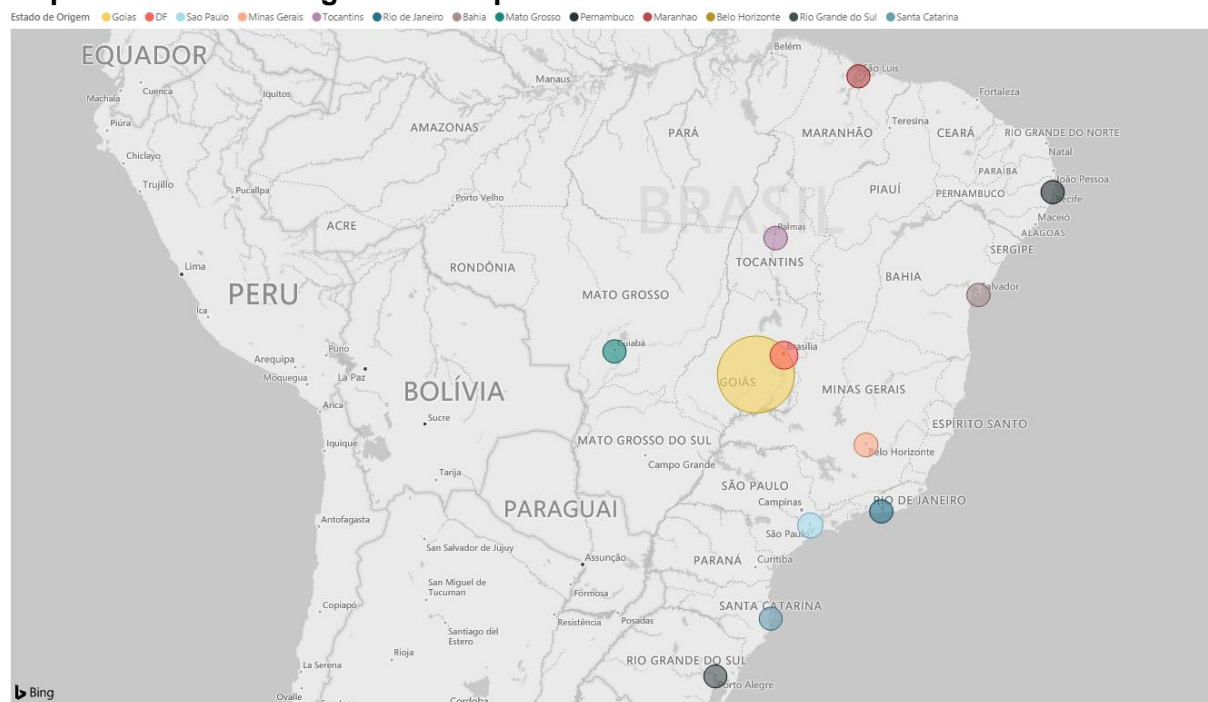 Estado de Origem Goias DF Sao Paulo Minas Gerais Tocantins Rio de Janeiro Bahia Mato Grosso Pernambuco Maranhao Belo Horizonte Rio Grande do Sul Santa Catarina
EQUADOR
Belém
São Luis
Manaus
Cuenca
Machala
Iquitos
Fortaleza
Piura
AMAZONAS
PARÁ
MARANHÃO
Teresina
CEARÁ
RIO GRANDE DO NORTE
Natal
Chiclayo
PARAÍBA
João Pessoa
Trujillo
Pucallpa
Porto Velho
PIAUÍ
PERNAMBUCO
Recife
BRASIL
Maceió
ACRE
Palmas
ALAGOAS
SERGIPE
Lima
RONDÔNIA
TOCANTINS
BAHIA
PERU
MATO GROSSO
Salvador
Ica
Cuiabá
Brasília
Puno
Arequipa
La Paz
Moquegua
GOIÁS
MINAS GERAIS
BOLÍVIA
Arica
Sucre
ESPÍRITO SANTO
Iquique
MATO GROSSO DO SUL
Belo Horizonte
Campo Grande
Tarija
SÃO PAULO
RIO DE JANEIRO
Campinas
PARAGUAI
Antofagasta
São Paulo
San Salvador de Jujuy
Assunção
PARANÁ
Curitiba
San Miguel de
Tucuman
Formosa
Copiapó
SANTA CATARINA
Resistência
Posadas
Santiago del
Estero
Rioja
RIO GRANDE DO SUL
La Serena
Porto Alegre
Bing
Ovalle
Cordoba